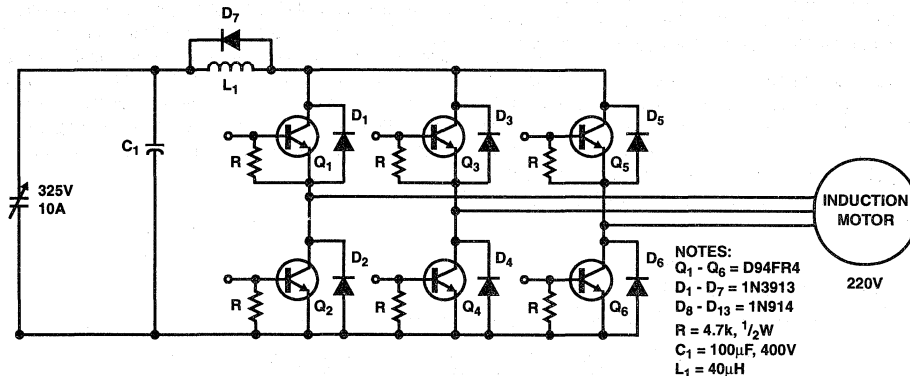 D7
L1
C1
325V
10A
D1
R
Q1
D3
R
Q3
D5
R
Q5
D2
R
Q2
D4
R
Q4
D6
R
Q6
INDUCTION
MOTOR
220V
NOTES:
Q1 - Q6 = D94FR4
D1 - D7 = 1N3913
D8 - D13 = 1N914
R = 4.7k, 1/2W
C1 = 100μF, 400V
L1 = 40μH